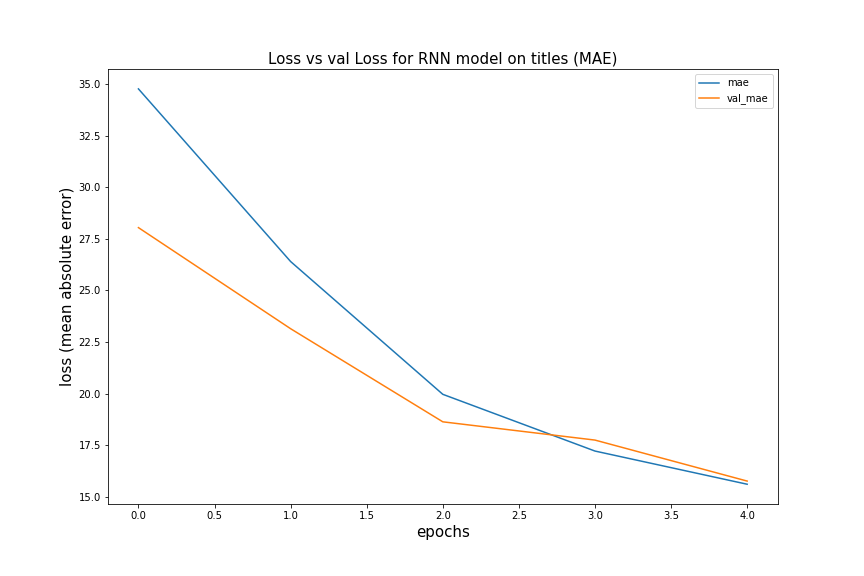 Loss vs val Loss for RNN model on titles (MAE)
mae
val_mae
loss (mean absolute error)
35.0
32.5
30.0
27.5
25.0
22.5
20.0
17.5
15.0
0.0 0.5 1.0 1.5 2.0 2.5 3.0 3.5 4.0
epochs